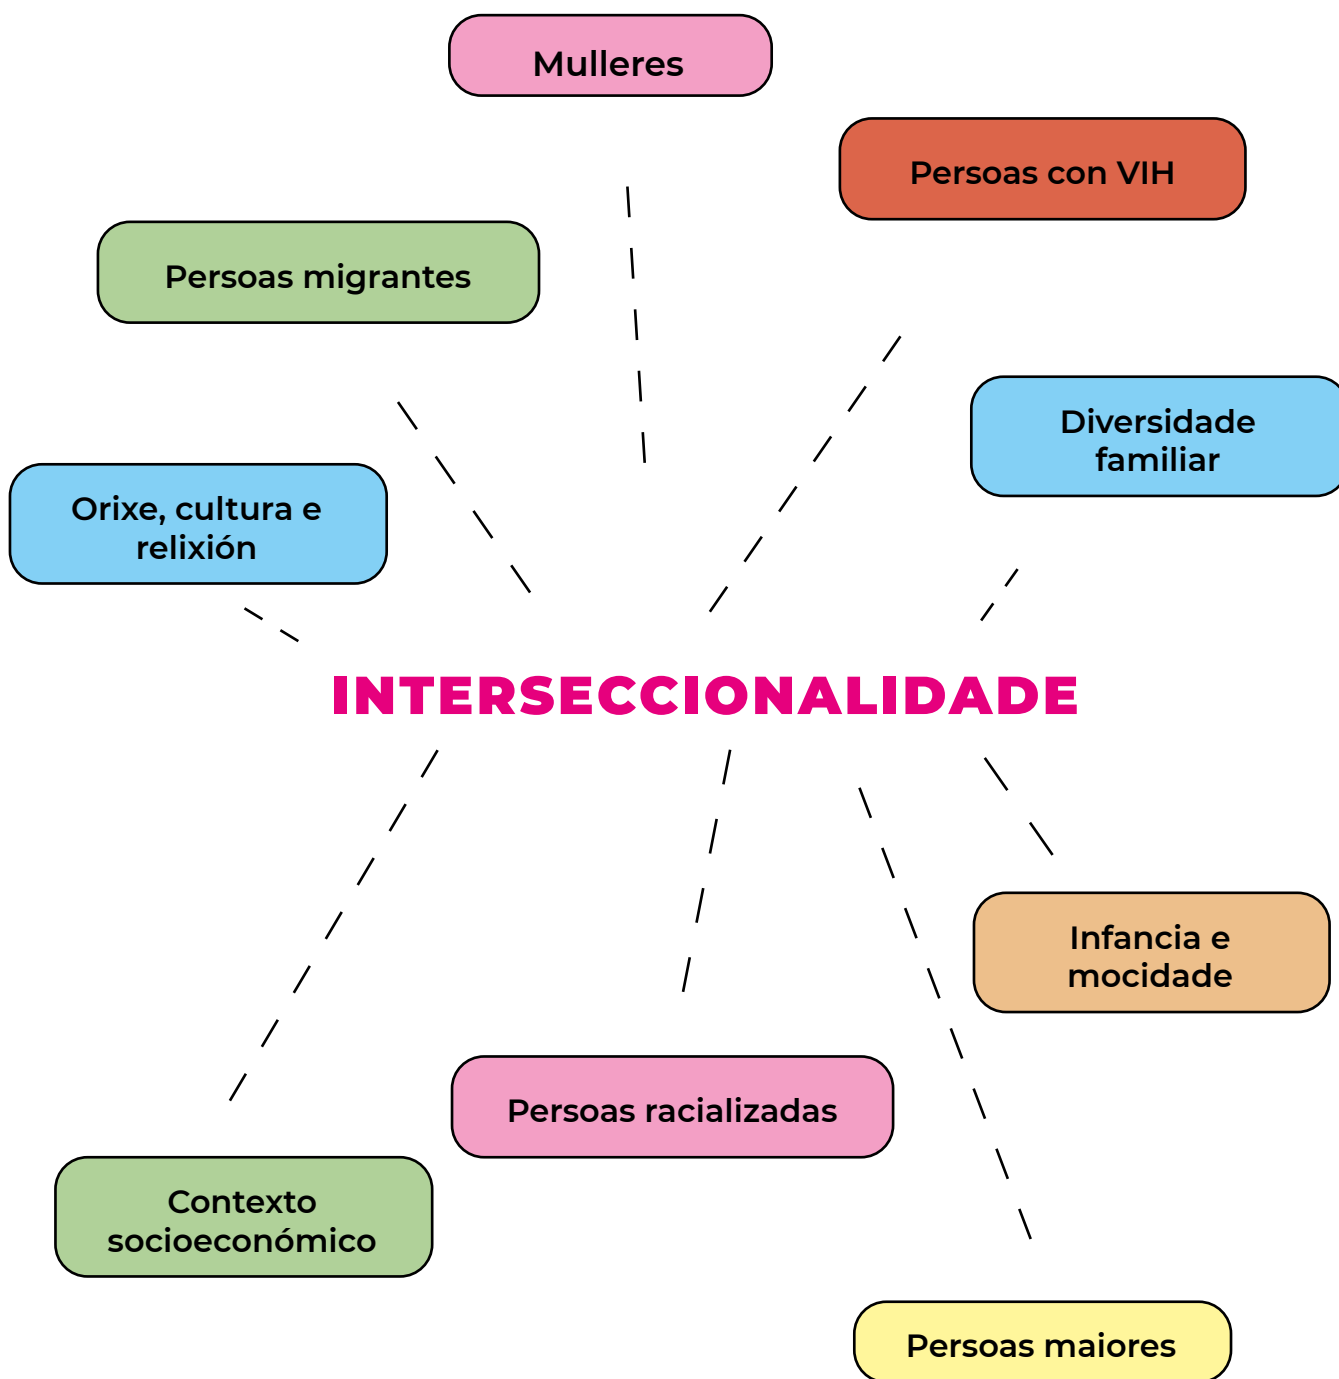 Mulleres
Persoas con VIH
Persoas migrantes
Diversidade
familiar
Orixe, cultura e
relixión
INTERSECCIONALIDADE
Infancia e
mocidade
Persoas racializadas
Contexto
socioeconómico
Persoas maiores